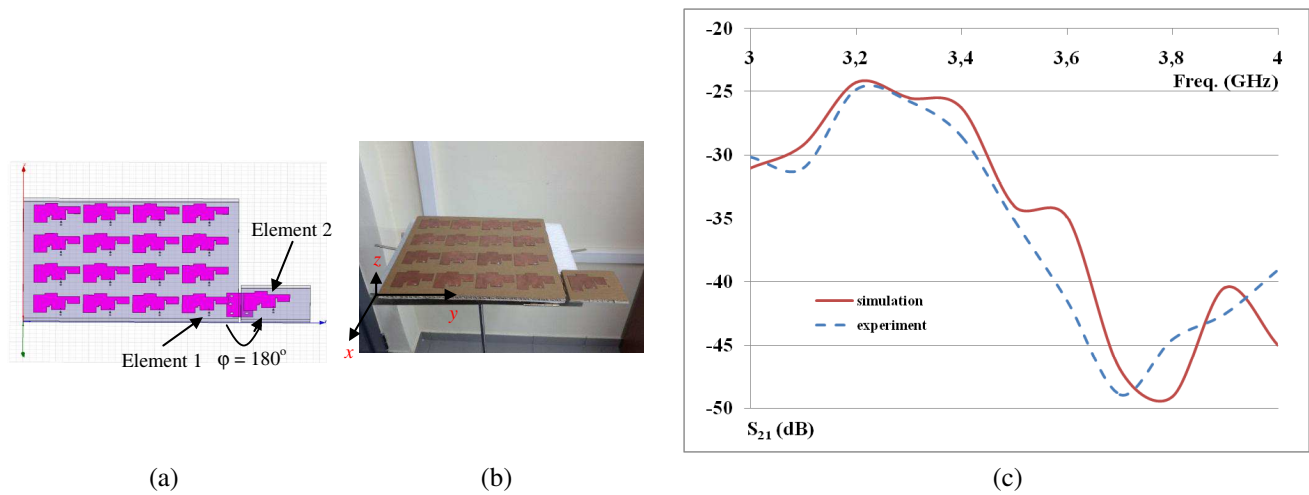 Element 2
Element 1
φ = 180°
(a)
z
y
x
(b)
-20
-25
-30
-35
-40
-45
-50
3
3,2
3,4
3,6
3,8
4
Freq. (GHz)
simulation
experiment
S21 (dB)
(c)